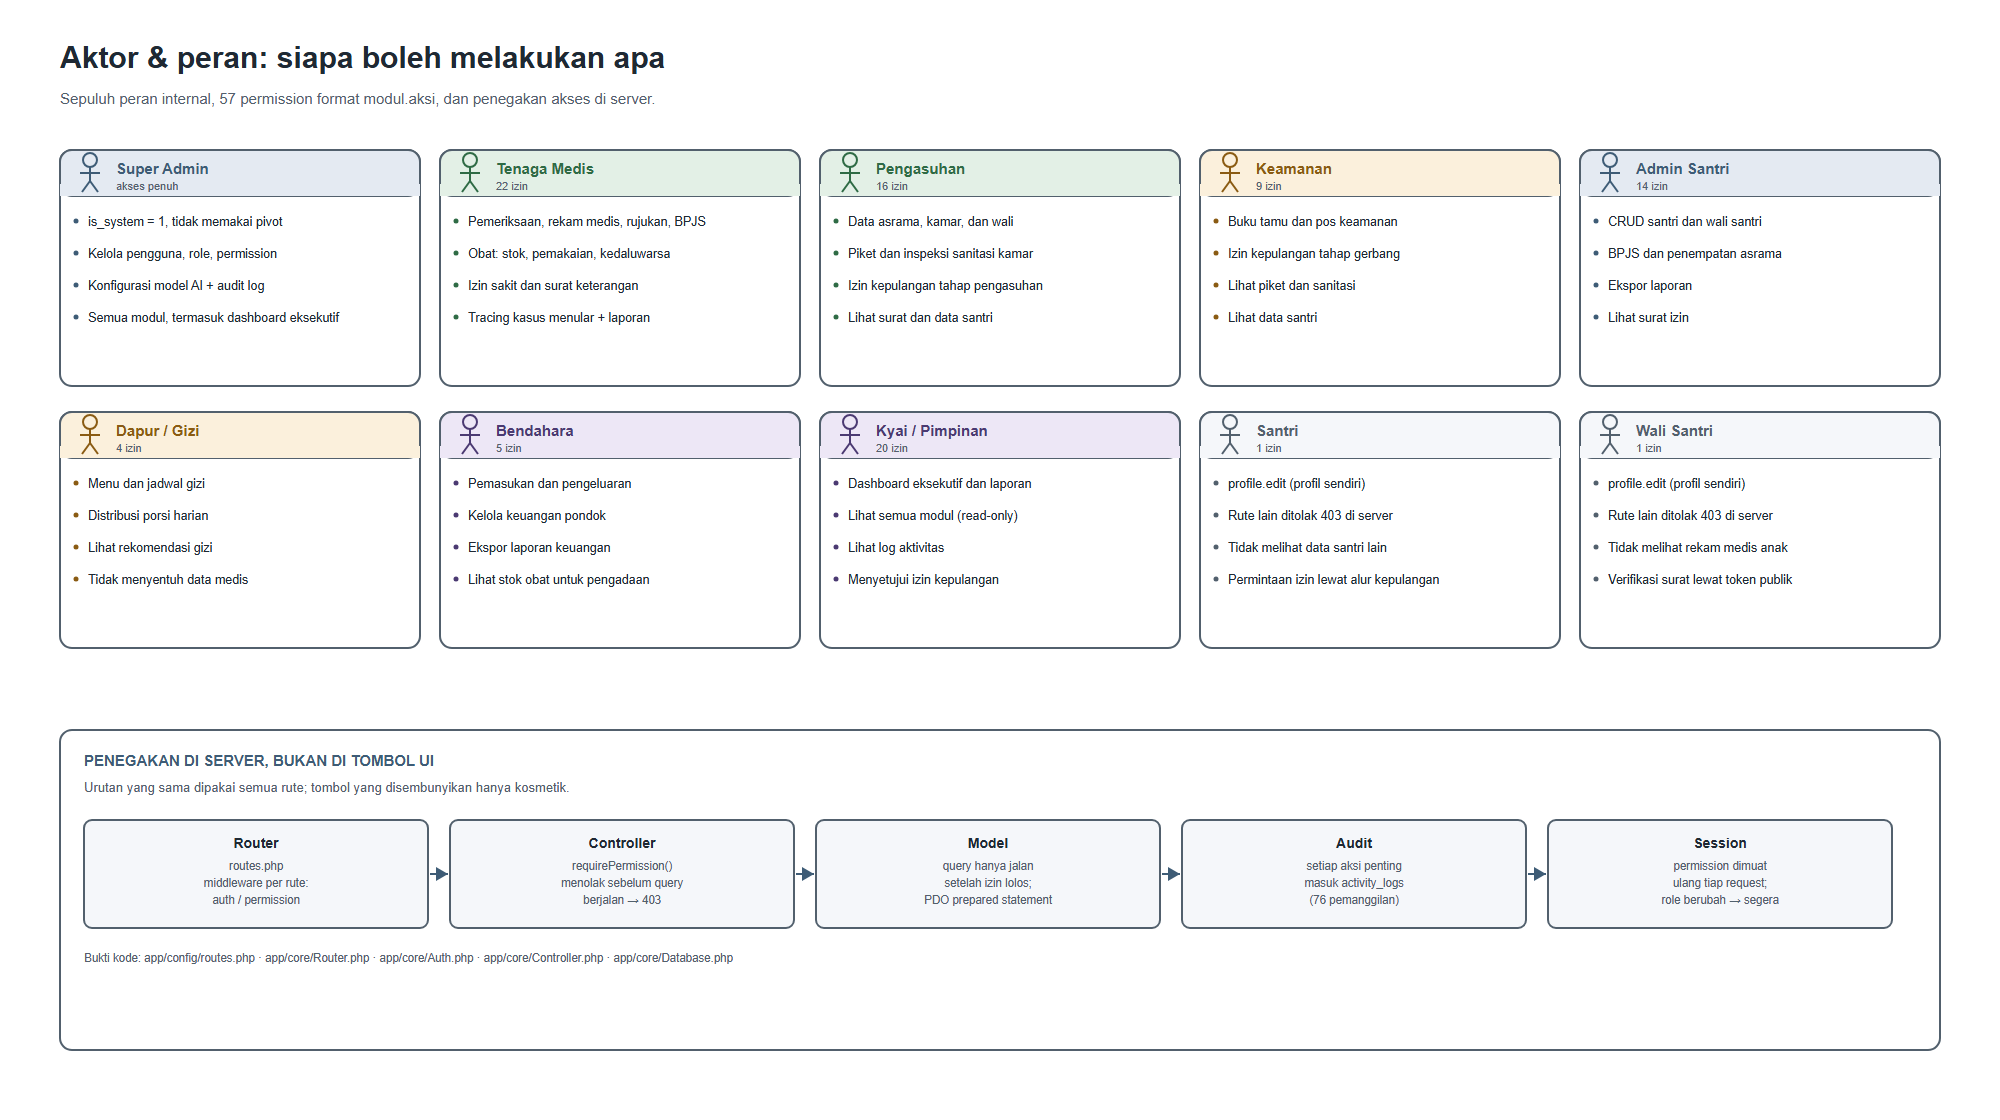 Aktor & peran: siapa boleh melakukan apa
Sepuluh peran internal, 57 permission format modul.aksi, dan penegakan akses di server.
Super Admin
akses penuh
is_system = 1, tidak memakai pivot
Kelola pengguna, role, permission
Konfigurasi model AI + audit log
Semua modul, termasuk dashboard eksekutif
Tenaga Medis
22 izin
Pemeriksaan, rekam medis, rujukan, BPJS
Obat: stok, pemakaian, kedaluwarsa
Izin sakit dan surat keterangan
Tracing kasus menular + laporan
Pengasuhan
16 izin
Data asrama, kamar, dan wali
Piket dan inspeksi sanitasi kamar
Izin kepulangan tahap pengasuhan
Lihat surat dan data santri
Keamanan
9 izin
Buku tamu dan pos keamanan
Izin kepulangan tahap gerbang
Lihat piket dan sanitasi
Lihat data santri
Admin Santri
14 izin
CRUD santri dan wali santri
BPJS dan penempatan asrama
Ekspor laporan
Lihat surat izin
Dapur / Gizi
4 izin
Menu dan jadwal gizi
Distribusi porsi harian
Lihat rekomendasi gizi
Tidak menyentuh data medis
Bendahara
5 izin
Pemasukan dan pengeluaran
Kelola keuangan pondok
Ekspor laporan keuangan
Lihat stok obat untuk pengadaan
Kyai / Pimpinan
20 izin
Dashboard eksekutif dan laporan
Lihat semua modul (read-only)
Lihat log aktivitas
Menyetujui izin kepulangan
Santri
1 izin
profile.edit (profil sendiri)
Rute lain ditolak 403 di server
Tidak melihat data santri lain
Permintaan izin lewat alur kepulangan
Wali Santri
1 izin
profile.edit (profil sendiri)
Rute lain ditolak 403 di server
Tidak melihat rekam medis anak
Verifikasi surat lewat token publik
PENEGAKAN DI SERVER, BUKAN DI TOMBOL UI
Urutan yang sama dipakai semua rute; tombol yang disembunyikan hanya kosmetik.
Router
routes.php
middleware per rute:
auth / permission
Controller
requirePermission()
menolak sebelum query
berjalan → 403
Model
query hanya jalan
setelah izin lolos;
PDO prepared statement
Audit
setiap aksi penting
masuk activity_logs
(76 pemanggilan)
Session
permission dimuat
ulang tiap request;
role berubah → segera
Bukti kode: app/config/routes.php · app/core/Router.php · app/core/Auth.php · app/core/Controller.php · app/core/Database.php